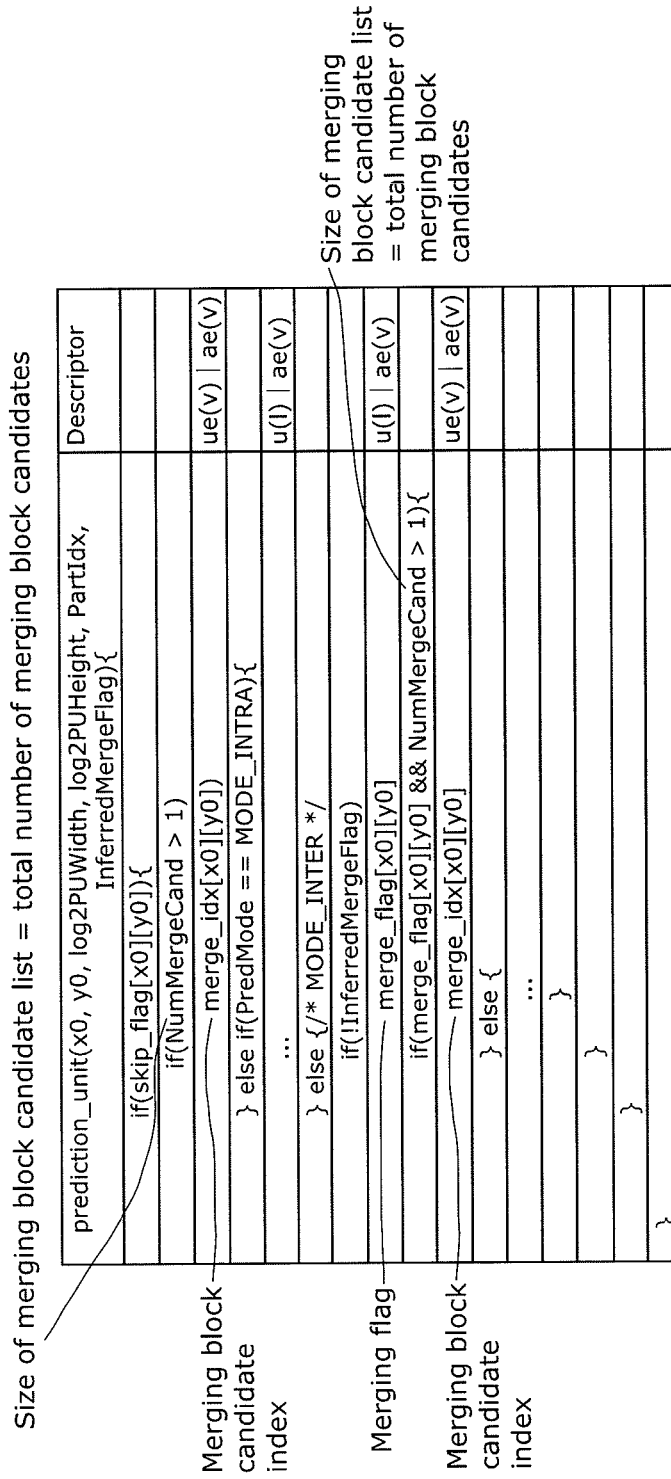 Size of merging block candidate list = total number of merging block candidates
prediction_unit(x0, y0, log2PUWidth, log2PUHeight, PartIdx,
InferredMergeFlag){
Descriptor
if(skip_flag[x0][y0]){
if(NumMergeCand > 1)
merge_idx[x0][y0])
ue(v) | ae(v)
} else if(PredMode == MODE_INTRA){
...
u(l) | ae(v)
} else {/* MODE_INTER */
if(!InferredMergeFlag)
merge_flag[x0][y0]
u(l) | ae(v)
if(merge_flag[x0][y0] && NumMergeCand > 1){
merge_idx[x0][y0]
ue(v) | ae(v)
} else {
...
}
}
}
}
Merging block
candidate
index
Merging flag
Merging block
candidate
index
Size of merging
block candidate list
= total number of
merging block
candidates